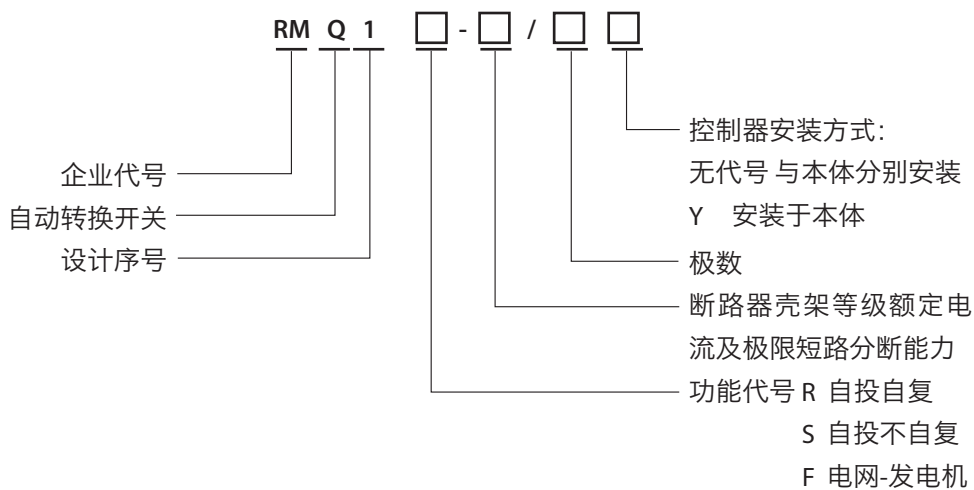 RM Q 1 □ - □ / □ □
控制器安装方式:
无代号 与本体分别安装
Y 安装于本体
极数
断路器壳架等级额定电
流及极限短路分断能力
功能代号 R 自投自复
S 自投不自复
F 电网-发电机
企业代号
自动转换开关
设计序号